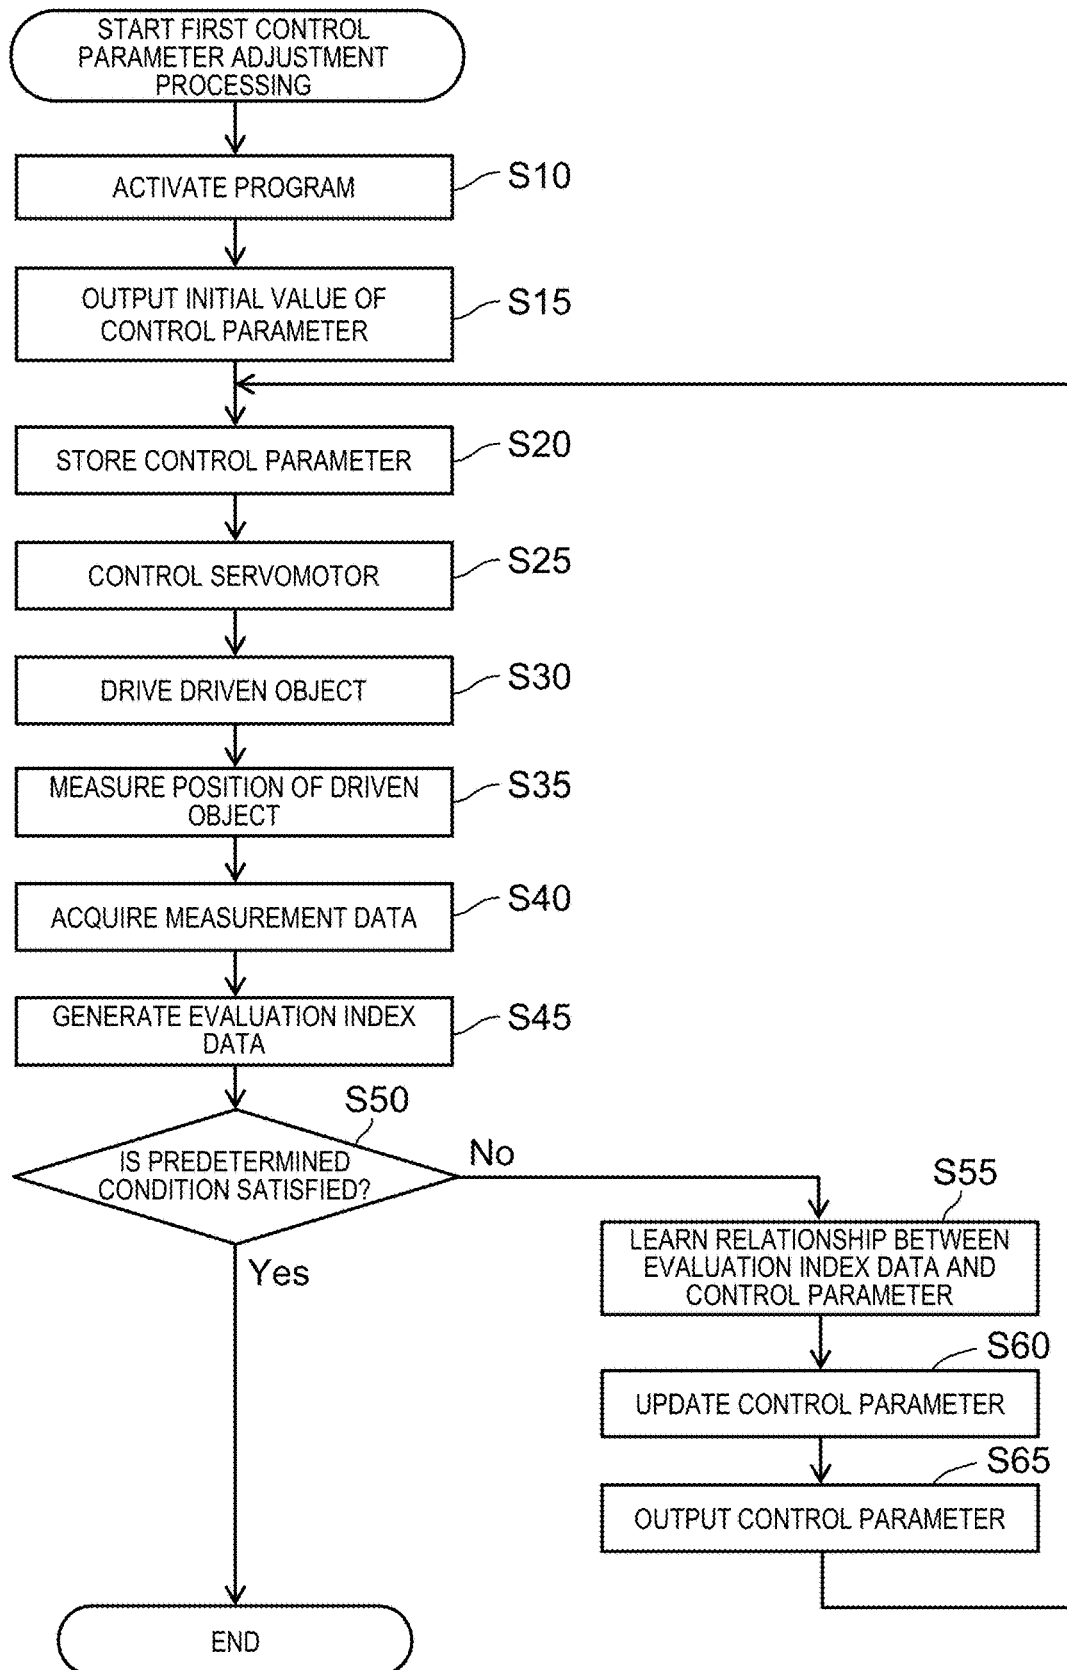 START FIRST CONTROL
PARAMETER ADJUSTMENT
PROCESSING
ACTIVATE PROGRAM
S10
OUTPUT INITIAL VALUE OF
CONTROL PARAMETER
S15
STORE CONTROL PARAMETER
S20
CONTROL SERVOMOTOR
S25
DRIVE DRIVEN OBJECT
S30
MEASURE POSITION OF DRIVEN
OBJECT
S35
ACQUIRE MEASUREMENT DATA
S40
GENERATE EVALUATION INDEX
DATA
S45
S50
IS PREDETERMINED
CONDITION SATISFIED?
No
Yes
S55
LEARN RELATIONSHIP BETWEEN
EVALUATION INDEX DATA AND
CONTROL PARAMETER
S60
UPDATE CONTROL PARAMETER
S65
OUTPUT CONTROL PARAMETER
END